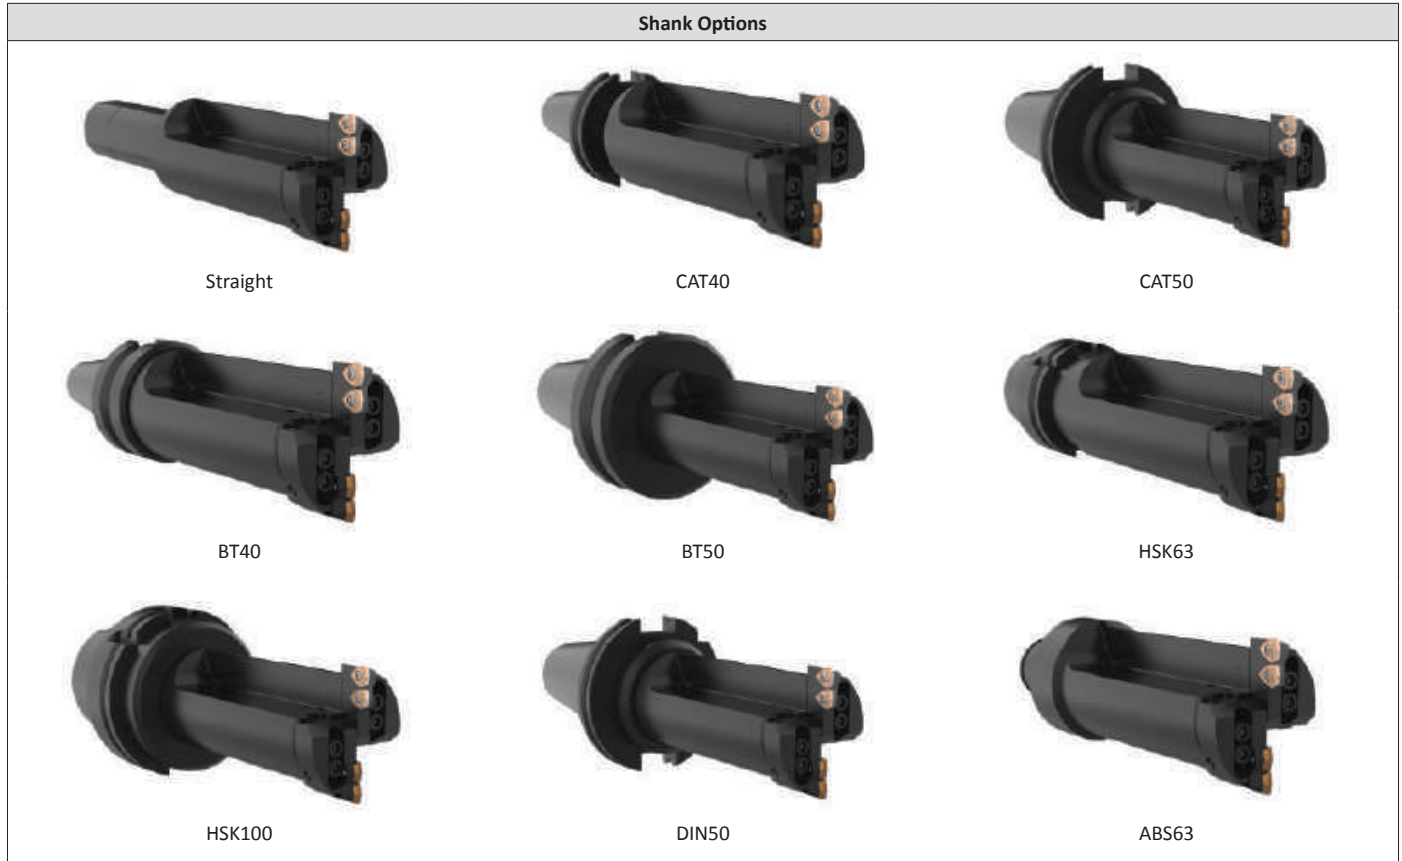 Shank Options
Straight
CAT40
CAT50
BT40
BT50
HSK63
HSK100
DIN50
ABS63